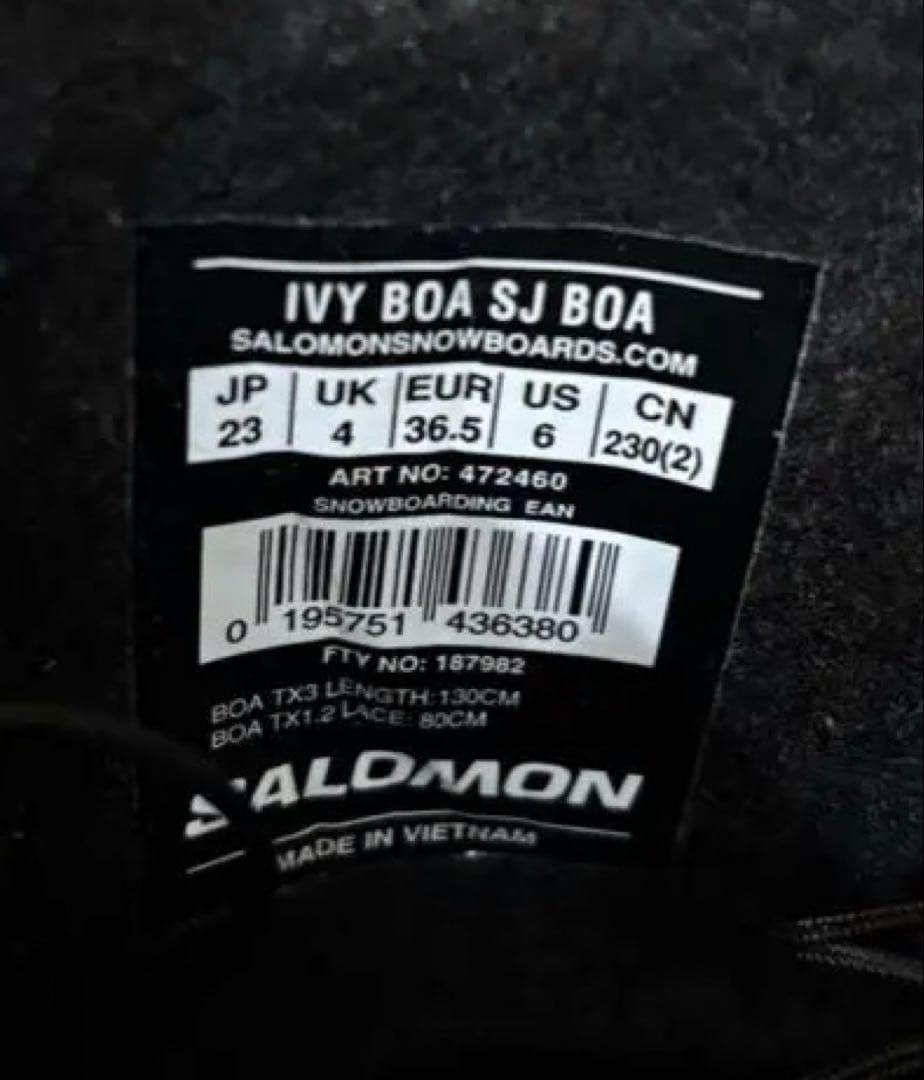 IVY BOA SJ BOA
SALOMONSNOWBOARDS.COM
JP UK EUR US CN
23 4 36.5 6 230(2)
ART NO: 472460
SNOWBOARDING EAN
0 195751 436380
FTY NO: 187982
BOA TX3 LENGTH: 130CM
BOA TX1.2 LACE: 80CM
SALOMON
MADE IN VIETNAM